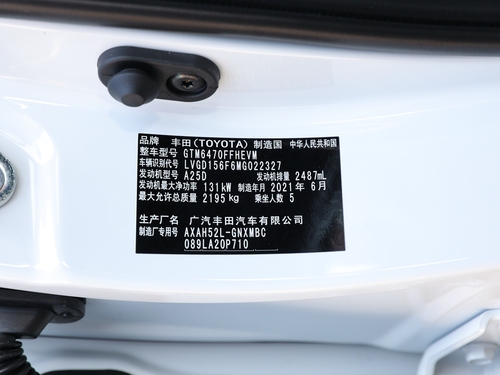 品牌 丰田(TOYOTA) 制造国 中华人民共和国
整车型号 GTM6470FFHEVM
车辆识别代号 LVGD156F6MG022327
发动机型号 A25D 发动机排量 2487mL
发动机最大净功率 131kW 制造年月 2021年 6月
最大允许总质量 2195kg 乘坐人数 5
生产厂名 广汽丰田汽车有限公司
制造厂专用号 AXAH52L-GNXMBC
089LA20P710